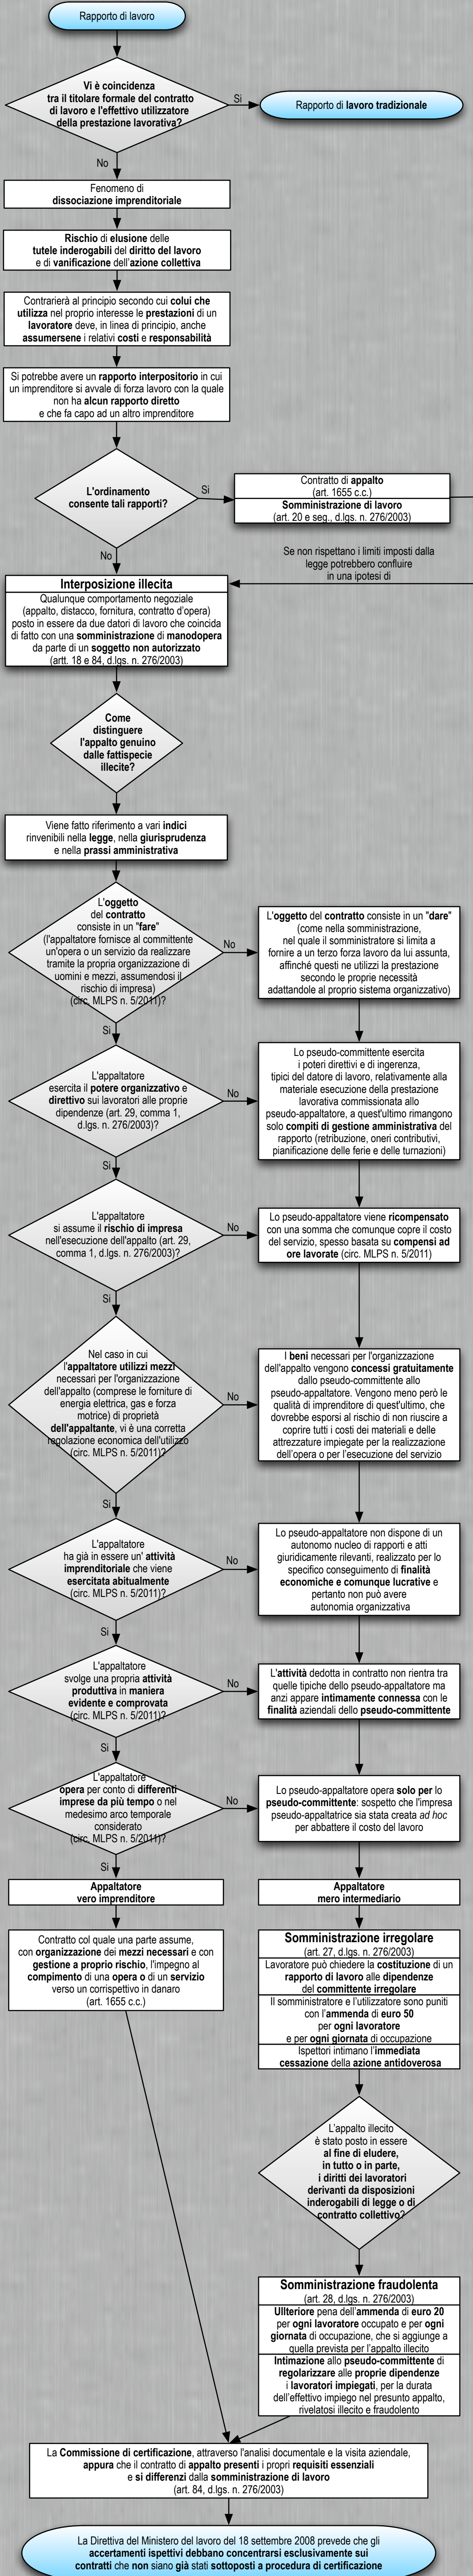 Rapporto di lavoro
Vi è coincidenza
tra il titolare formale del contratto
di lavoro e l'effettivo utilizzatore
della prestazione lavorativa?
Si
Rapporto di lavoro tradizionale
No
Fenomeno di
dissociazione imprenditoriale
Rischio di elusione delle
tutele inderogabili del diritto del lavoro
e di vanificazione dell'azione collettiva
Contrarierà al principio secondo cui colui che
utilizza nel proprio interesse le prestazioni di un
lavoratore deve, in linea di principio, anche
assumersene i relativi costi e responsabilità
Si potrebbe avere un rapporto interpositorio in cui
un imprenditore si avvale di forza lavoro con la quale
non ha alcun rapporto diretto
e che fa capo ad un altro imprenditore
L'ordinamento
consente tali rapporti?
Si
Contratto di appalto
(art. 1655 c.c.)
Somministrazione di lavoro
(art. 20 e seg., d.lgs. n. 276/2003)
No
Se non rispettano i limiti imposti dalla
legge potrebbero confluire
in una ipotesi di
Interposizione illecita
Qualunque comportamento negoziale
(appalto, distacco, fornitura, contratto d'opera)
posto in essere da due datori di lavoro che coincida
di fatto con una somministrazione di manodopera
da parte di un soggetto non autorizzato
(artt. 18 e 84, d.lgs. n. 276/2003)
Come
distinguere
l'appalto genuino
dalle fattispecie
illecite?
Viene fatto riferimento a vari indici
rinvenibili nella legge, nella giurisprudenza
e nella prassi amministrativa
L'oggetto
del contratto
consiste in un "fare"
(l'appaltatore fornisce al committente
un'opera o un servizio da realizzare
tramite la propria organizzazione di
uomini e mezzi, assumendosi il
rischio di impresa)
(circ. MLPS n. 5/2011)?
No
L'oggetto del contratto consiste in un "dare"
(come nella somministrazione,
nel quale il somministratore si limita a
fornire a un terzo forza lavoro da lui assunta,
affinché questi ne utilizzi la prestazione
secondo le proprie necessità
adattandole al proprio sistema organizzativo)
Si
L'appaltatore
esercita il potere organizzativo e
direttivo sui lavoratori alle proprie
dipendenze (art. 29, comma 1,
d.lgs. n. 276/2003)?
No
Lo pseudo-committente esercita
i poteri direttivi e di ingerenza,
tipici del datore di lavoro, relativamente alla
materiale esecuzione della prestazione
lavorativa commissionata allo
pseudo-appaltatore, a quest'ultimo rimangono
solo compiti di gestione amministrativa del
rapporto (retribuzione, oneri contributivi,
pianificazione delle ferie e delle turnazioni)
Si
L'appaltatore
si assume il rischio di impresa
nell'esecuzione dell'appalto (art. 29,
comma 1, d.lgs. n. 276/2003)?
No
Lo pseudo-appaltatore viene ricompensato
con una somma che comunque copre il costo
del servizio, spesso basata su compensi ad
ore lavorate (circ. MLPS n. 5/2011)
Si
Nel caso in cui
l'appaltatore utilizzi mezzi
necessari per l'organizzazione
dell'appalto (comprese le forniture di
energia elettrica, gas e forza
motrice) di proprietà
dell'appaltante, vi è una corretta
regolazione economica dell'utilizzo
(circ. MLPS n. 5/2011)?
No
I beni necessari per l'organizzazione
dell'appalto vengono concessi gratuitamente
dallo pseudo-committente allo
pseudo-appaltatore. Vengono meno però le
qualità di imprenditore di quest'ultimo, che
dovrebbe esporsi al rischio di non riuscire a
coprire tutti i costi dei materiali e delle
attrezzature impiegate per la realizzazione
dell'opera o per l'esecuzione del servizio
Si
L'appaltatore
ha già in essere un' attività
imprenditoriale che viene
esercitata abitualmente
(circ. MLPS n. 5/2011)?
No
Lo pseudo-appaltatore non dispone di un
autonomo nucleo di rapporti e atti
giuridicamente rilevanti, realizzato per lo
specifico conseguimento di finalità
economiche e comunque lucrative e
pertanto non può avere
autonomia organizzativa
Si
L'appaltatore
svolge una propria attività
produttiva in maniera
evidente e comprovata
(circ. MLPS n. 5/2011)?
No
L'attività dedotta in contratto non rientra tra
quelle tipiche dello pseudo-appaltatore ma
anzi appare intimamente connessa con le
finalità aziendali dello pseudo-committente
Si
L'appaltatore
opera per conto di differenti
imprese da più tempo o nel
medesimo arco temporale
considerato
(circ. MLPS n. 5/2011)?
No
Lo pseudo-appaltatore opera solo per lo
pseudo-committente: sospetto che l'impresa
pseudo-appaltatrice sia stata creata ad hoc
per abbattere il costo del lavoro
Si
Appaltatore
vero imprenditore
Appaltatore
mero intermediario
Contratto col quale una parte assume,
con organizzazione dei mezzi necessari e con
gestione a proprio rischio, l'impegno al
compimento di una opera o di un servizio
verso un corrispettivo in danaro
(art. 1655 c.c.)
Somministrazione irregolare
(art. 27, d.lgs. n. 276/2003)
Lavoratore può chiedere la costituzione di un
rapporto di lavoro alle dipendenze
del committente irregolare
Il somministratore e l'utilizzatore sono puniti
con l'ammenda di euro 50
per ogni lavoratore
e per ogni giornata di occupazione
Ispettori intimano l'immediata
cessazione della azione antidoverosa
L'appalto illecito
è stato posto in essere
al fine di eludere,
in tutto o in parte,
i diritti dei lavoratori
derivanti da disposizioni
inderogabili di legge o di
contratto collettivo?
Somministrazione fraudolenta
(art. 28, d.lgs. n. 276/2003)
Ullteriore pena dell'ammenda di euro 20
per ogni lavoratore occupato e per ogni
giornata di occupazione, che si aggiunge a
quella prevista per l'appalto illecito
Intimazione allo pseudo-committente di
regolarizzare alle proprie dipendenze
i lavoratori impiegati, per la durata
dell'effettivo impiego nel presunto appalto,
rivelatosi illecito e fraudolento
La Commissione di certificazione, attraverso l'analisi documentale e la visita aziendale,
appura che il contratto di appalto presenti i propri requisiti essenziali
e si differenzi dalla somministrazione di lavoro
(art. 84, d.lgs. n. 276/2003)
La Direttiva del Ministero del lavoro del 18 settembre 2008 prevede che gli
accertamenti ispettivi debbano concentrarsi esclusivamente sui
contratti che non siano già stati sottoposti a procedura di certificazione